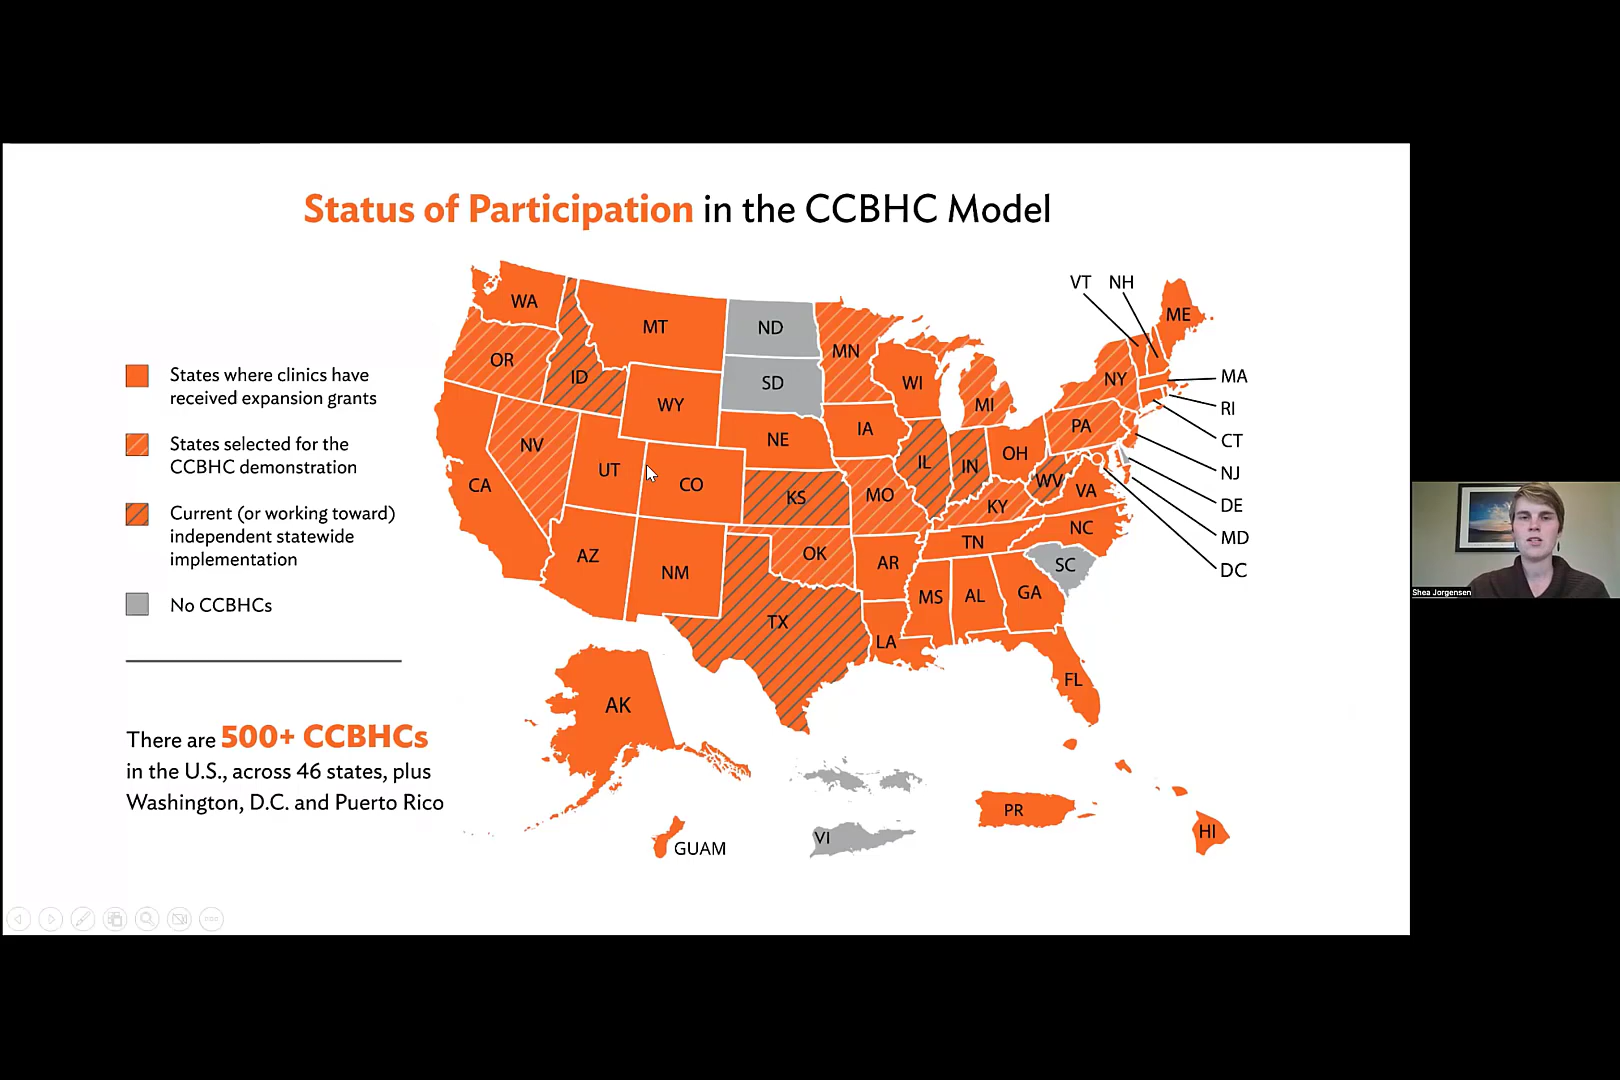 Status of Participation in the CCBHC Model
States where clinics have
received expansion grants
States selected for the
CCBHC demonstration
Current (or working toward)
independent statewide
implementation
No CCBHCs
There are 500+ CCBHCs
in the U.S., across 46 states, plus
Washington, D.C. and Puerto Rico
WA
OR
ID
MT
WY
NV
CA
UT
CO
AZ
NM
ND
SD
NE
KS
OK
TX
MN
IA
MO
AR
LA
WI
IL
MI
IN
OH
KY
TN
MS
AL
GA
FL
SC
NC
VA
WV
PA
NY
VT
NH
ME
MA
RI
CT
NJ
DE
MD
DC
AK
GUAM
VI
PR
HI
Shea Jorgensen